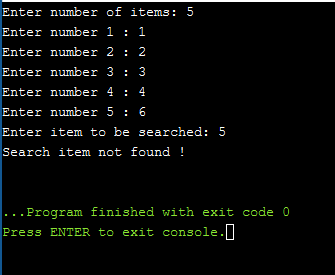 Enter number of items: 5
Enter number 1 : 1
Enter number 2 : 2
Enter number 3 : 3
Enter number 4 : 4
Enter number 5 : 6
Enter item to be searched: 5
Search item not found !
...Program finished with exit code 0
Press ENTER to exit console.